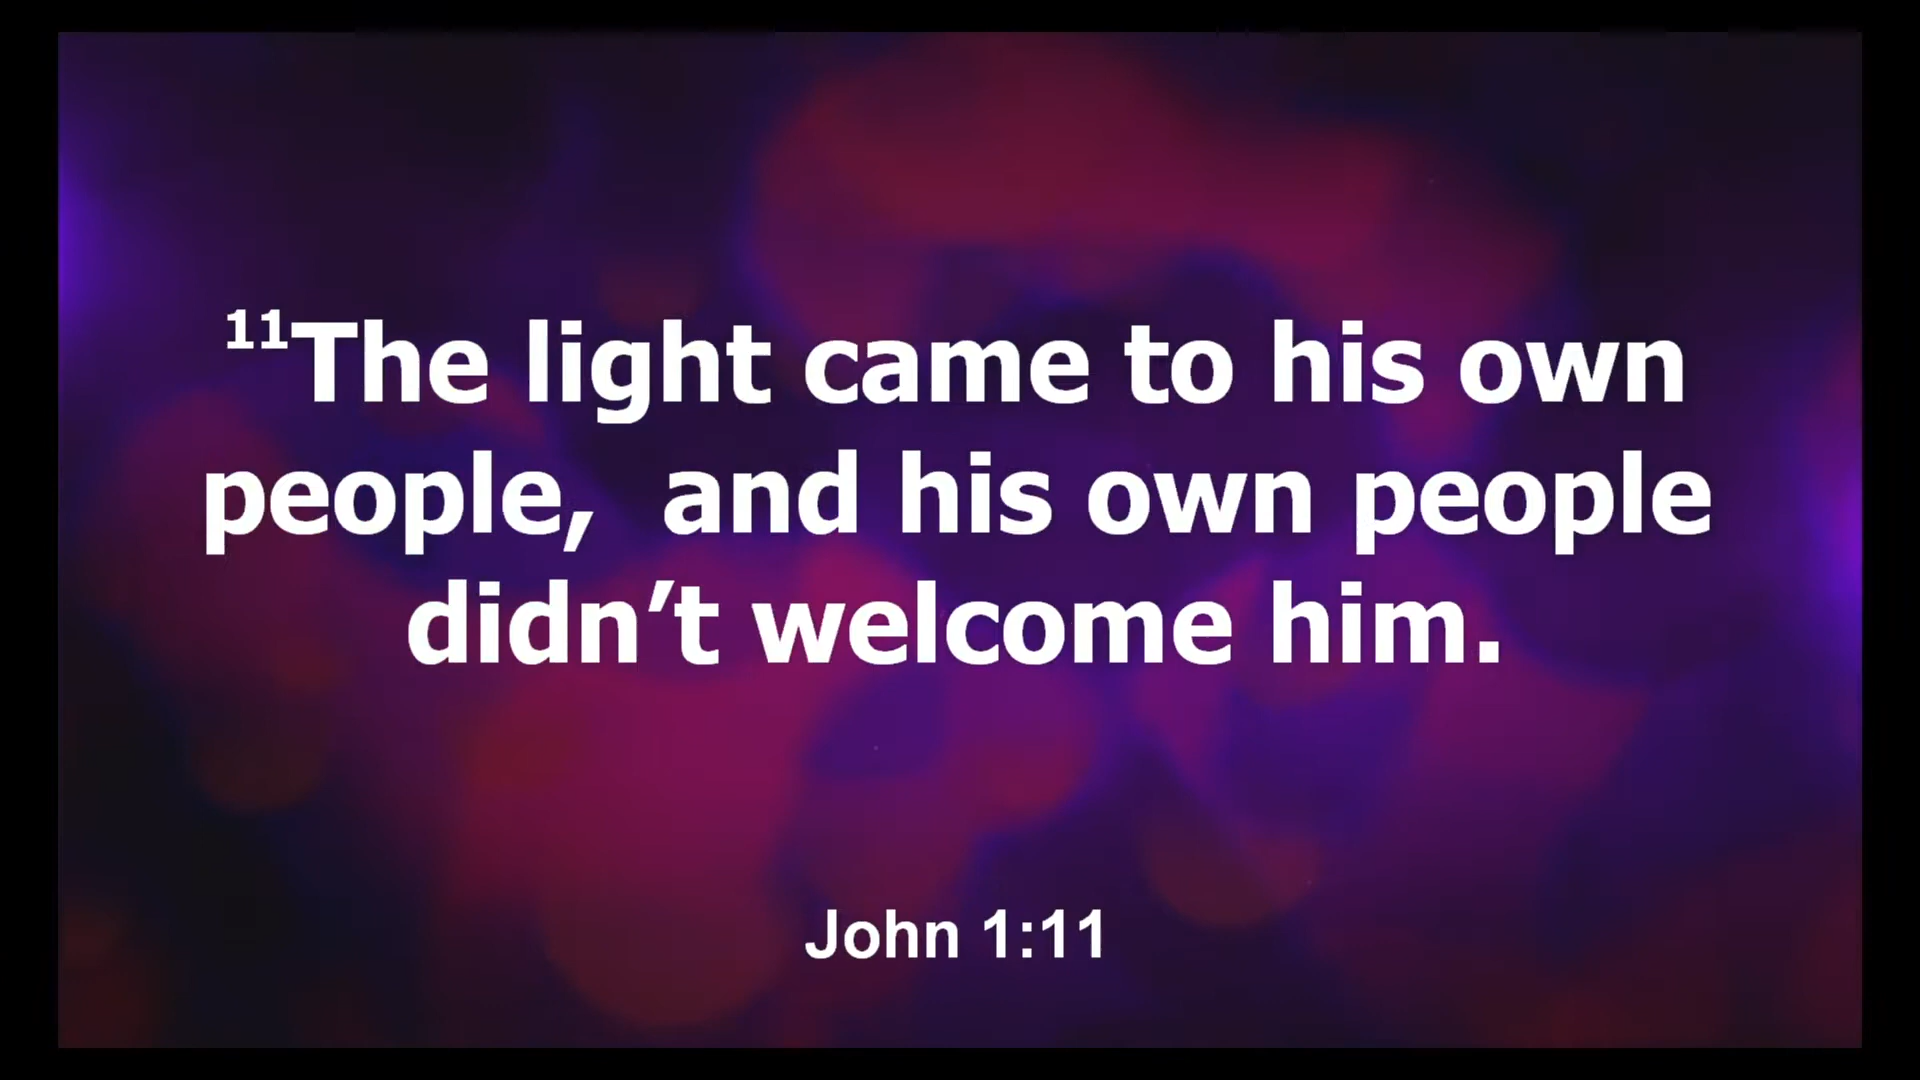 ¹¹The light came to his own
people,  and his own people
didn’t welcome him.
John 1:11